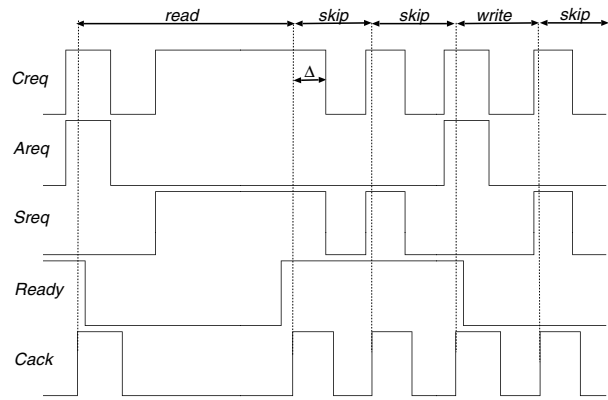 read skip skip write skip
Creq
Δ
Areq
Sreq
Ready
Cack